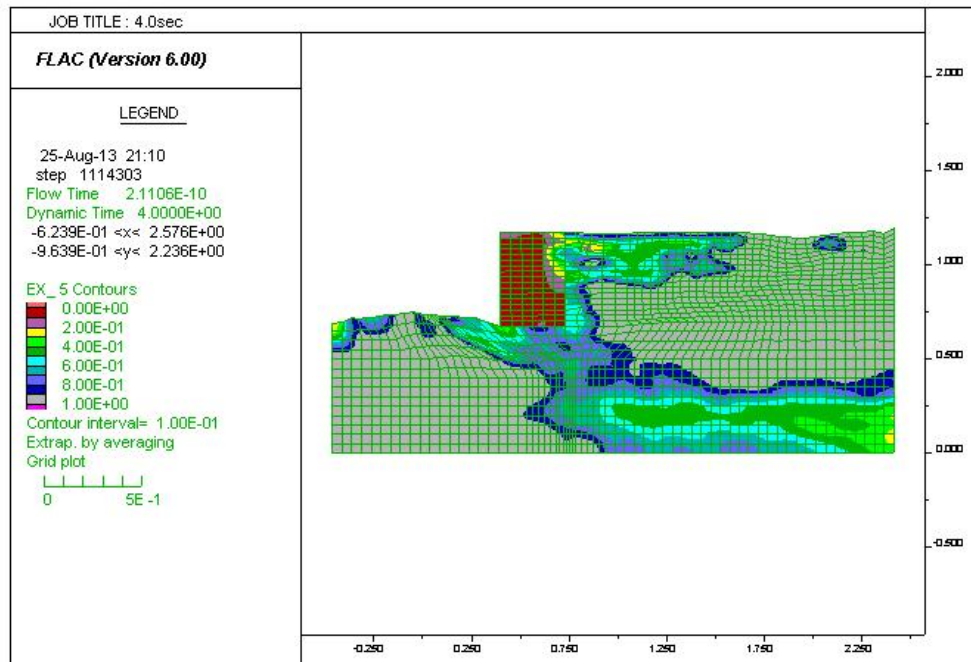 JOB TITLE : 4.0sec
FLAC (Version 6.00)
LEGEND
25-Aug-13 21:10
step 1114303
Flow Time 2.1106E-10
Dynamic Time 4.0000E+00
-6.239E-01 <x< 2.576E+00
-9.639E-01 <y< 2.236E+00
EX_ 5 Contours
0.00E+00
2.00E-01
4.00E-01
6.00E-01
8.00E-01
1.00E+00
Contour interval= 1.00E-01
Extrap. by averaging
Grid plot
0 5E -1
2.000
1.500
1.000
0.500
0.000
-0.500
-0.250 0.250 0.750 1.250 1.750 2.250